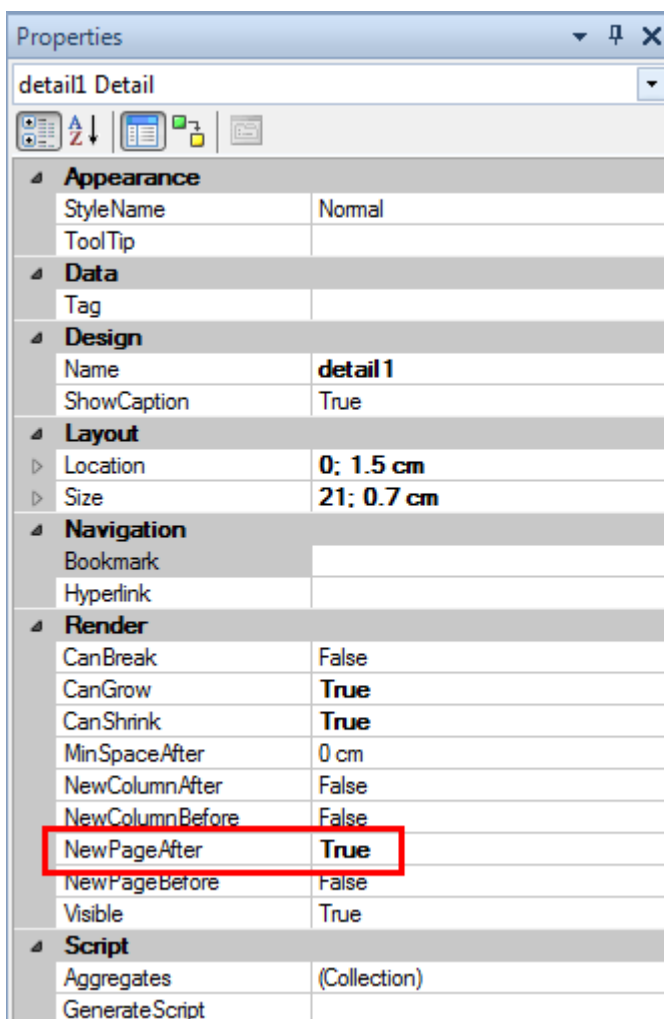 Properties
detail1 Detail
Appearance
StyleName Normal
ToolTip
Data
Tag
Design
Name detail1
ShowCaption True
Layout
Location 0; 1.5 cm
Size 21; 0.7 cm
Navigation
Bookmark
Hyperlink
Render
CanBreak False
CanGrow True
CanShrink True
MinSpaceAfter 0 cm
NewColumnAfter False
NewColumnBefore False
NewPageAfter True
NewPageBefore False
Visible True
Script
Aggregates (Collection)
GenerateScript